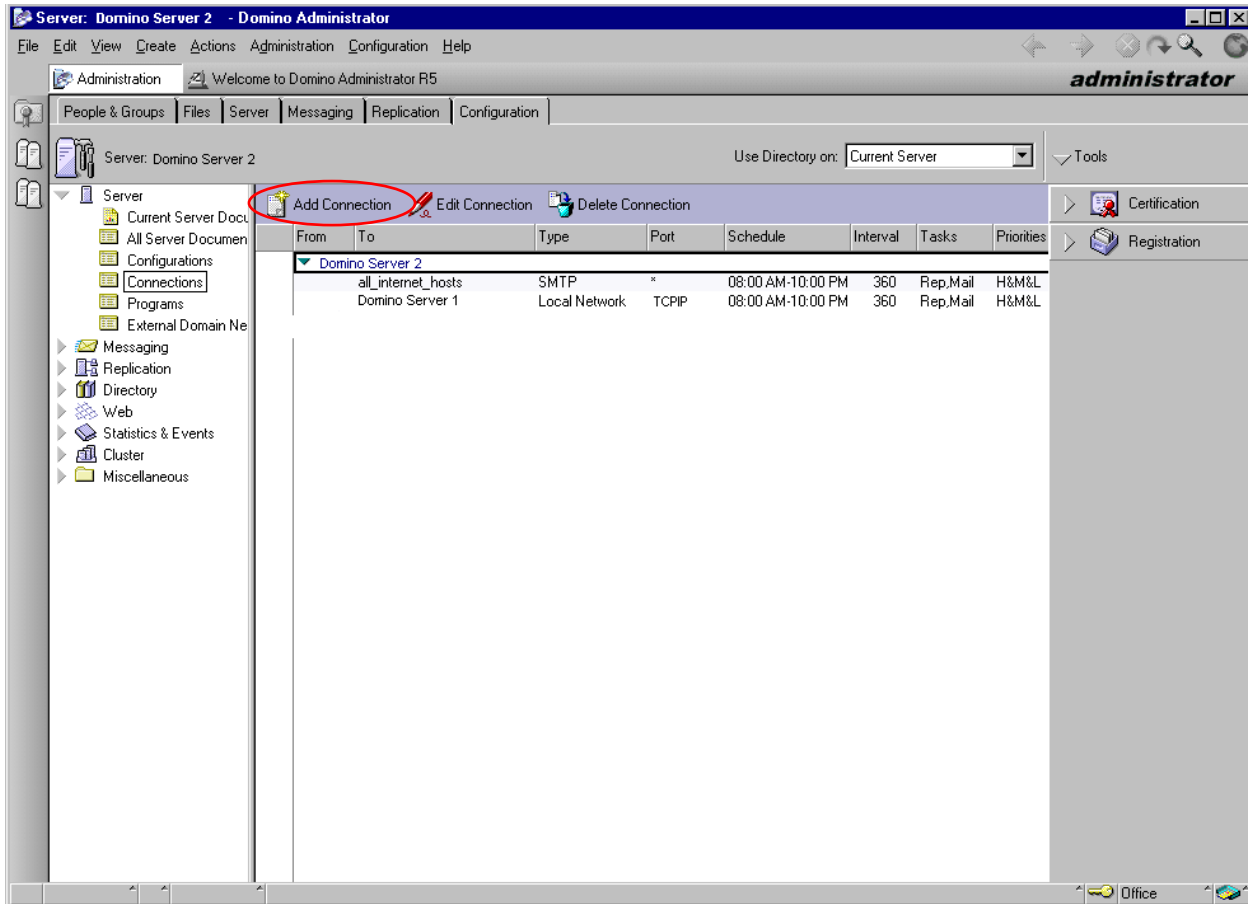 Server: Domino Server 2 - Domino Administrator
File Edit View Create Actions Administration Configuration Help
Administration Welcome to Domino Administrator R5 administrator
People & Groups Files Server Messaging Replication Configuration
Server: Domino Server 2 Use Directory on: Current Server Tools
Server
Current Server Docu
All Server Documen
Configurations
Connections
Programs
External Domain Ne
Messaging
Replication
Directory
Web
Statistics & Events
Cluster
Miscellaneous
Add Connection Edit Connection Delete Connection
From To Type Port Schedule Interval Tasks Priorities
Domino Server 2
all_internet_hosts SMTP * 08:00 AM-10:00 PM 360 Rep,Mail H&M&L
Domino Server 1 Local Network TCPIP 08:00 AM-10:00 PM 360 Rep,Mail H&M&L
Certification
Registration
Office